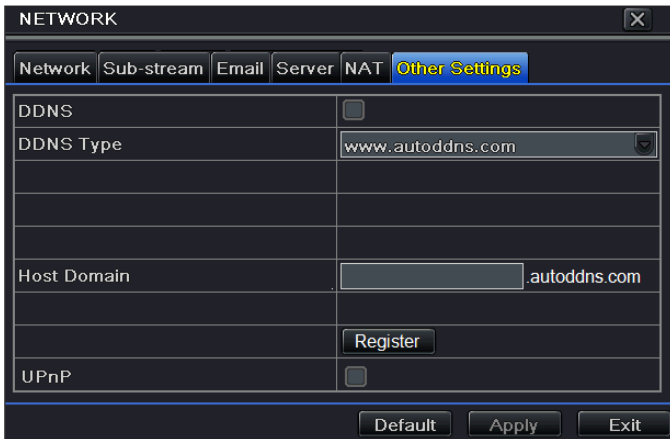 NETWORK
Network Sub-stream Email Server NAT Other Settings
DDNS
DDNS Type www.autoddns.com
Host Domain .autoddns.com
Register
UPnP
Default Apply Exit